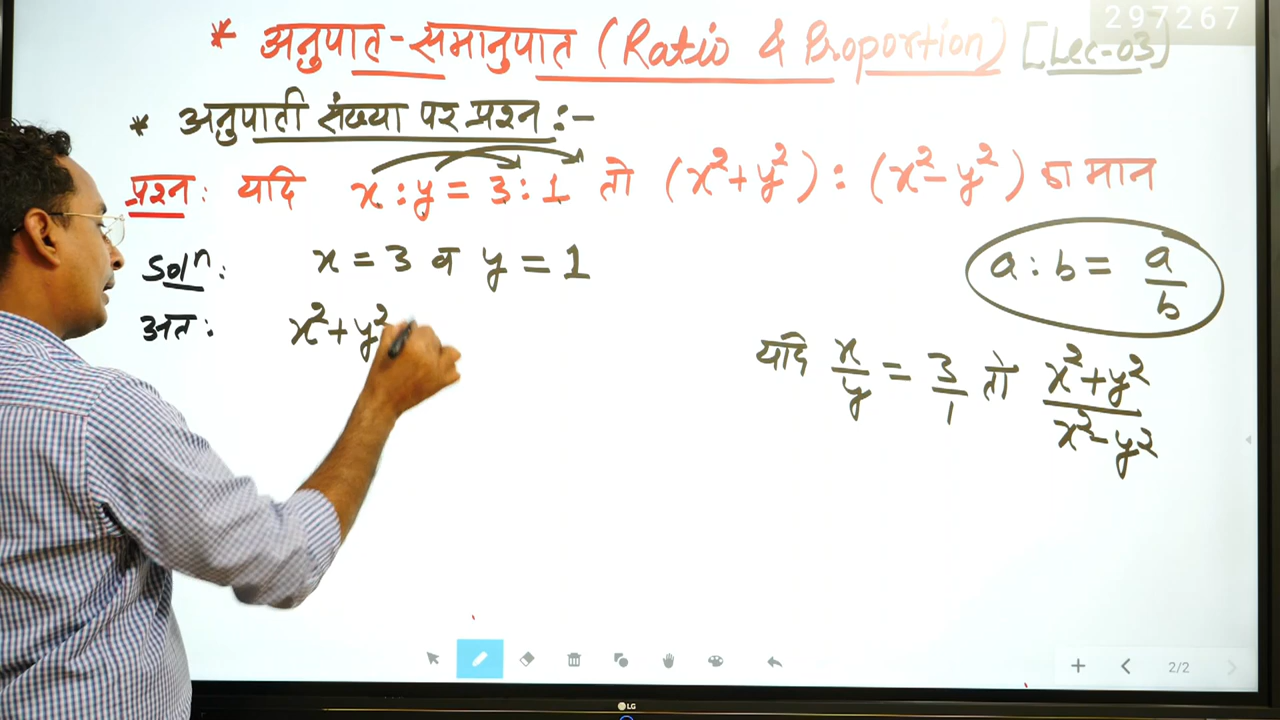 297267
* अनुपात-समानुपात (Ratio & Proportion) [Lec-03]
* अनुपाती संख्या पर प्रश्न :-
प्रश्न: यदि x : y = 3 : 1 तो (x²+y²) : (x²-y²) का मान
Solⁿ: x = 3 व y = 1
a : b = a/b
अतः x²+y²
यदि x/y = 3/1 तो x²+y²/x²-y²
2/2
LG